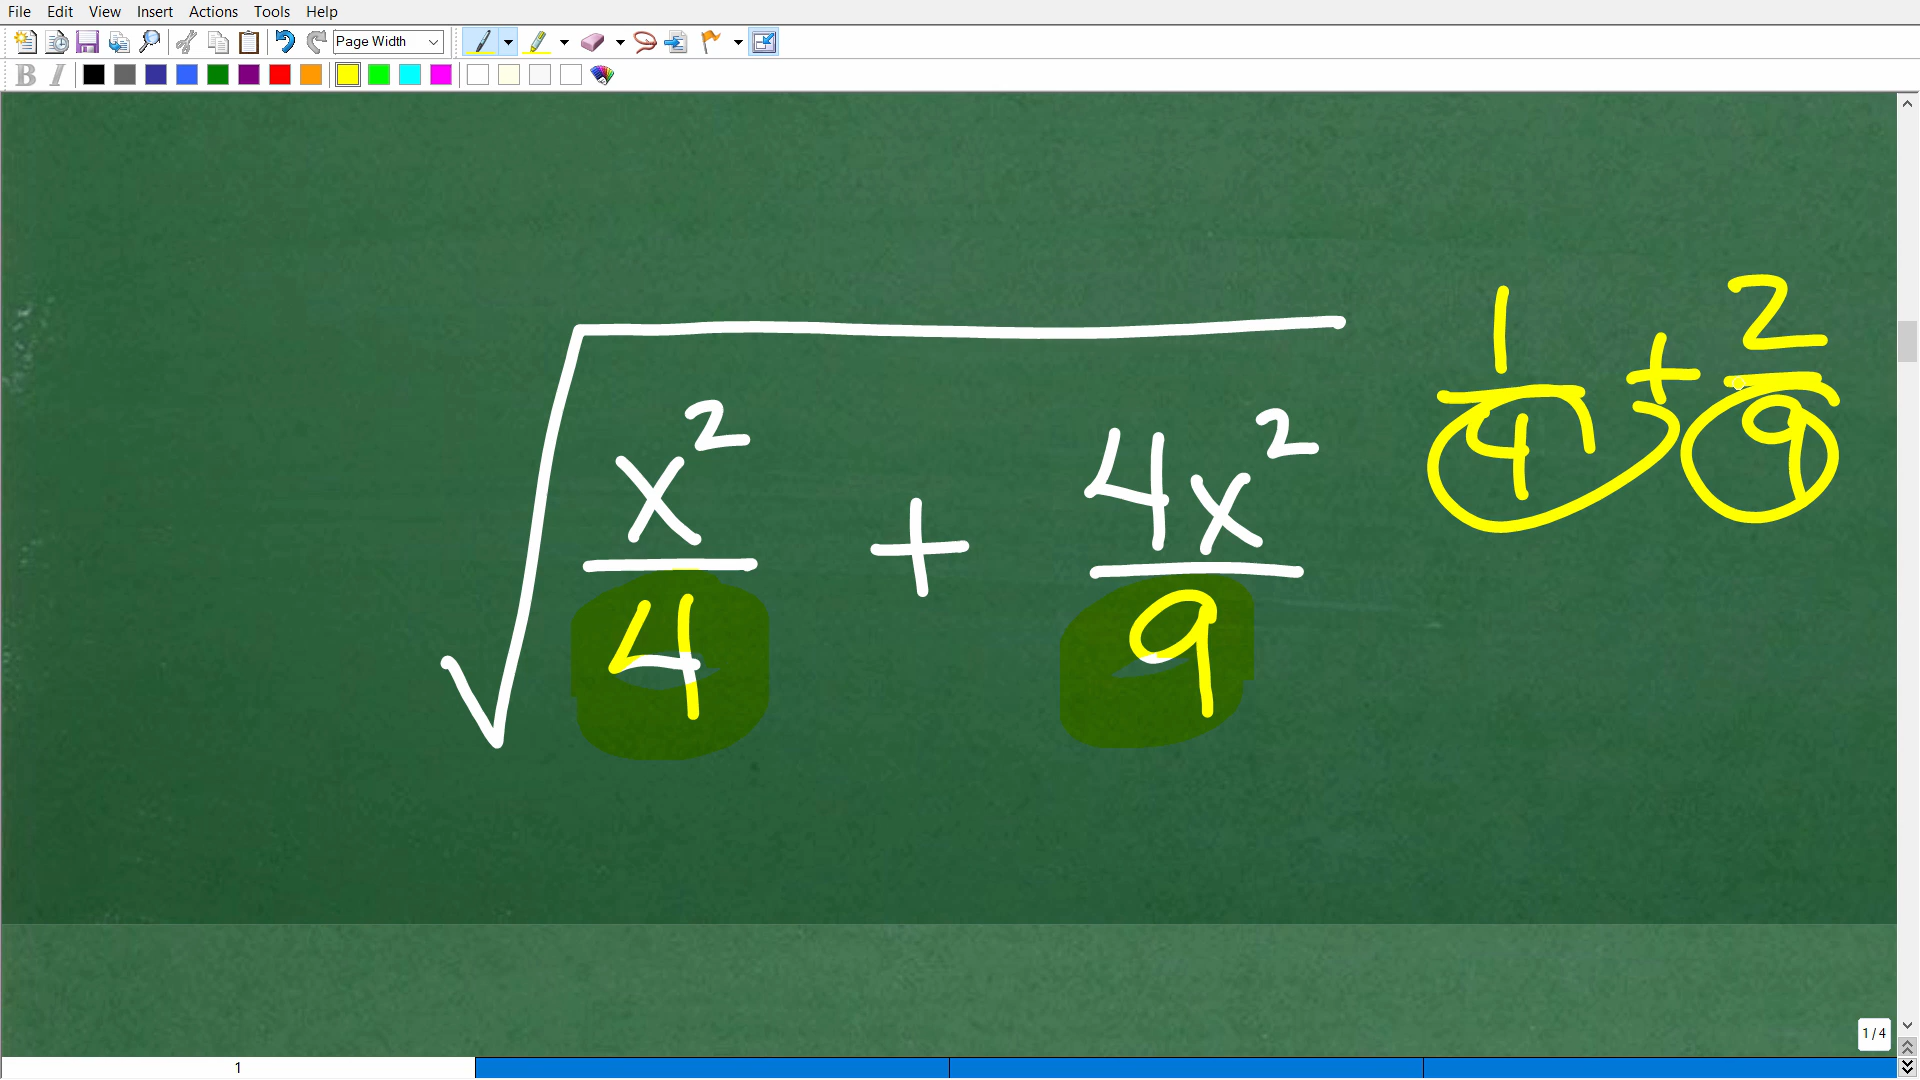 File Edit View Insert Actions Tools Help
Page Width
B I
√(x²/4 + 4x²/9)
1/4 + 2/9
1/4
1